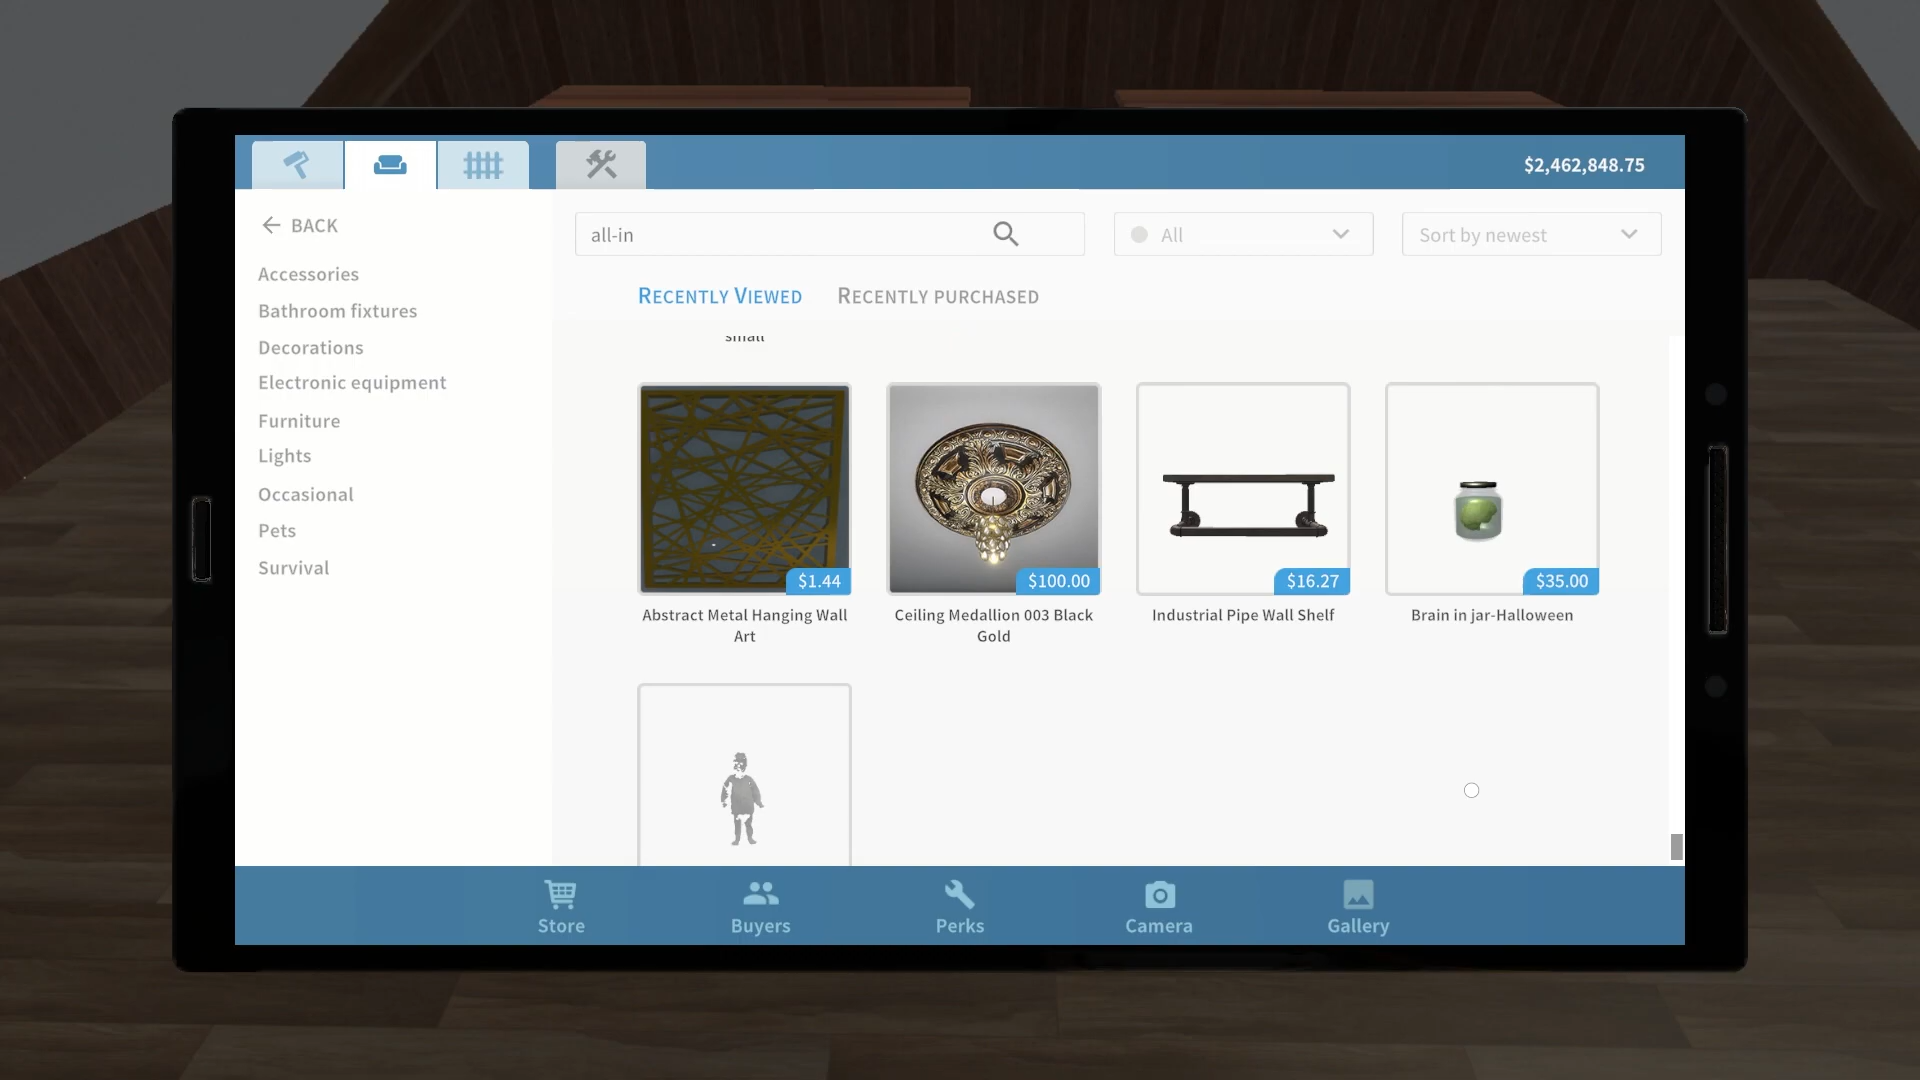 $2,462,848.75
BACK
all-in
All
Sort by newest
Accessories
Bathroom fixtures
Decorations
Electronic equipment
Furniture
Lights
Occasional
Pets
Survival
RECENTLY VIEWED
RECENTLY PURCHASED
small
$1.44
$100.00
$16.27
$35.00
Abstract Metal Hanging Wall
Art
Ceiling Medallion 003 Black
Gold
Industrial Pipe Wall Shelf
Brain in jar-Halloween
Store
Buyers
Perks
Camera
Gallery